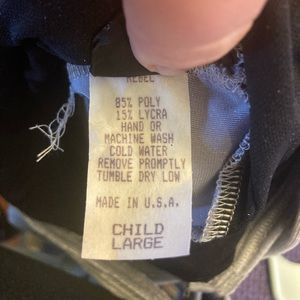 REBEL
85% POLY
15% LYCRA
HAND OR
MACHINE WASH
COLD WATER
REMOVE PROMPTLY
TUMBLE DRY LOW
MADE IN U.S.A.
CHILD
LARGE